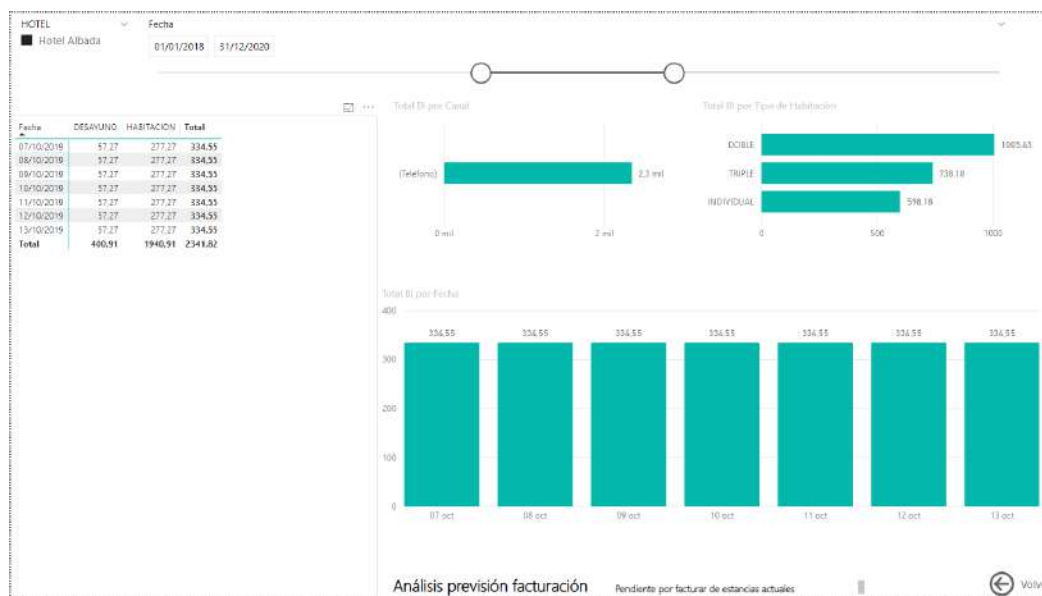 HOTEL
Hotel Albada
Fecha
01/01/2018 31/12/2020
Fecha DESAYUNO HABITACION Total
07/10/2019 57,27 277,27 334,55
08/10/2019 57,27 277,27 334,55
09/10/2019 57,27 277,27 334,55
10/10/2019 57,27 277,27 334,55
11/10/2019 57,27 277,27 334,55
12/10/2019 57,27 277,27 334,55
13/10/2019 57,27 277,27 334,55
Total 400,91 1940,91 2341,82
Total BI por Canal
(Telefono)
2,3 mil
0 mil 2 mil
Total BI por Tipo de Habitación
DOBLE 1005,45
TRIPLE 738,18
INDIVIDUAL 598,18
0 500 1000
Total BI por Fecha
400
300
200
100
0
334,55 334,55 334,55 334,55 334,55 334,55 334,55
07 oct 08 oct 09 oct 10 oct 11 oct 12 oct 13 oct
Análisis previsión facturación
Pendiente por facturar de estancias actuales
Volv